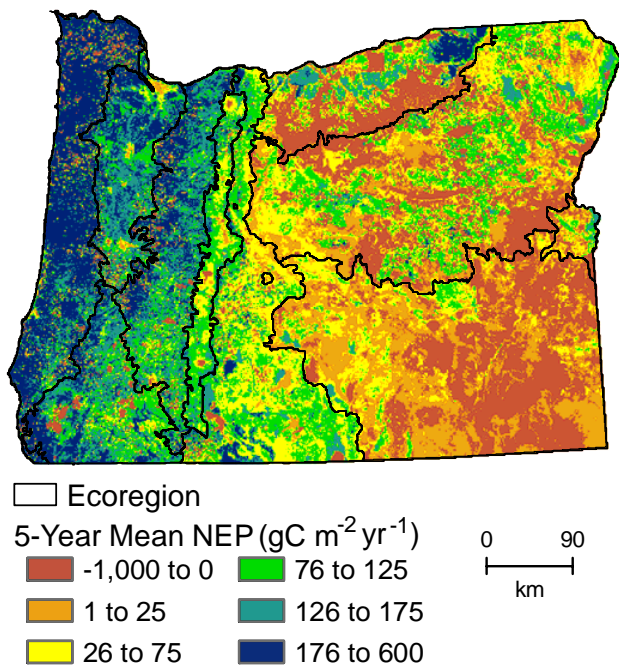 Ecoregion
5-Year Mean NEP (gC m⁻² yr⁻¹)
-1,000 to 0
76 to 125
1 to 25
126 to 175
26 to 75
176 to 600
0 90
km